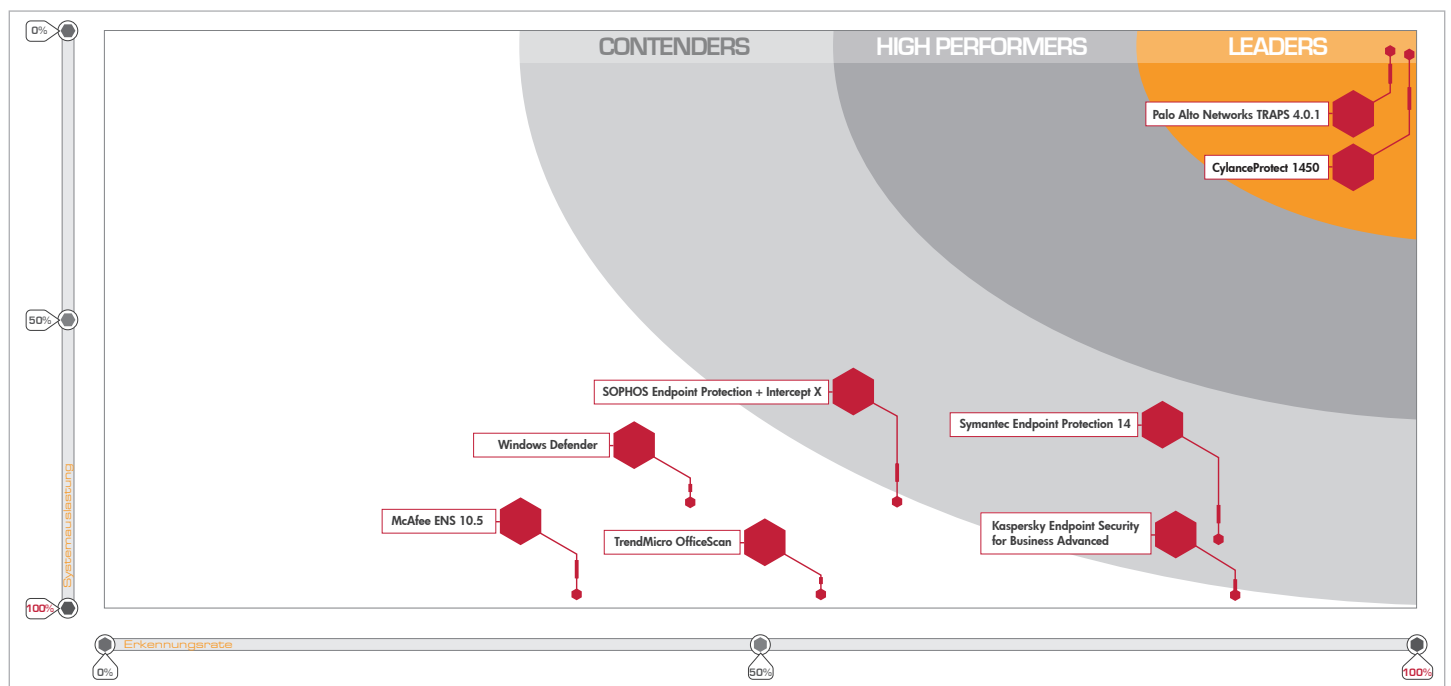 0%
CONTENDERS
HIGH PERFORMERS
LEADERS
Palo Alto Networks TRAPS 4.0.1
CylancePROTECT 1450
50%
SOPHOS Endpoint Protection + Intercept X
Symantec Endpoint Protection 14
Windows Defender
McAfee ENS 10.5
TrendMicro OfficeScan
Kaspersky Endpoint Security
for Business Advanced
Systemauslastung
100%
Erkennungsrate
0%
50%
100%